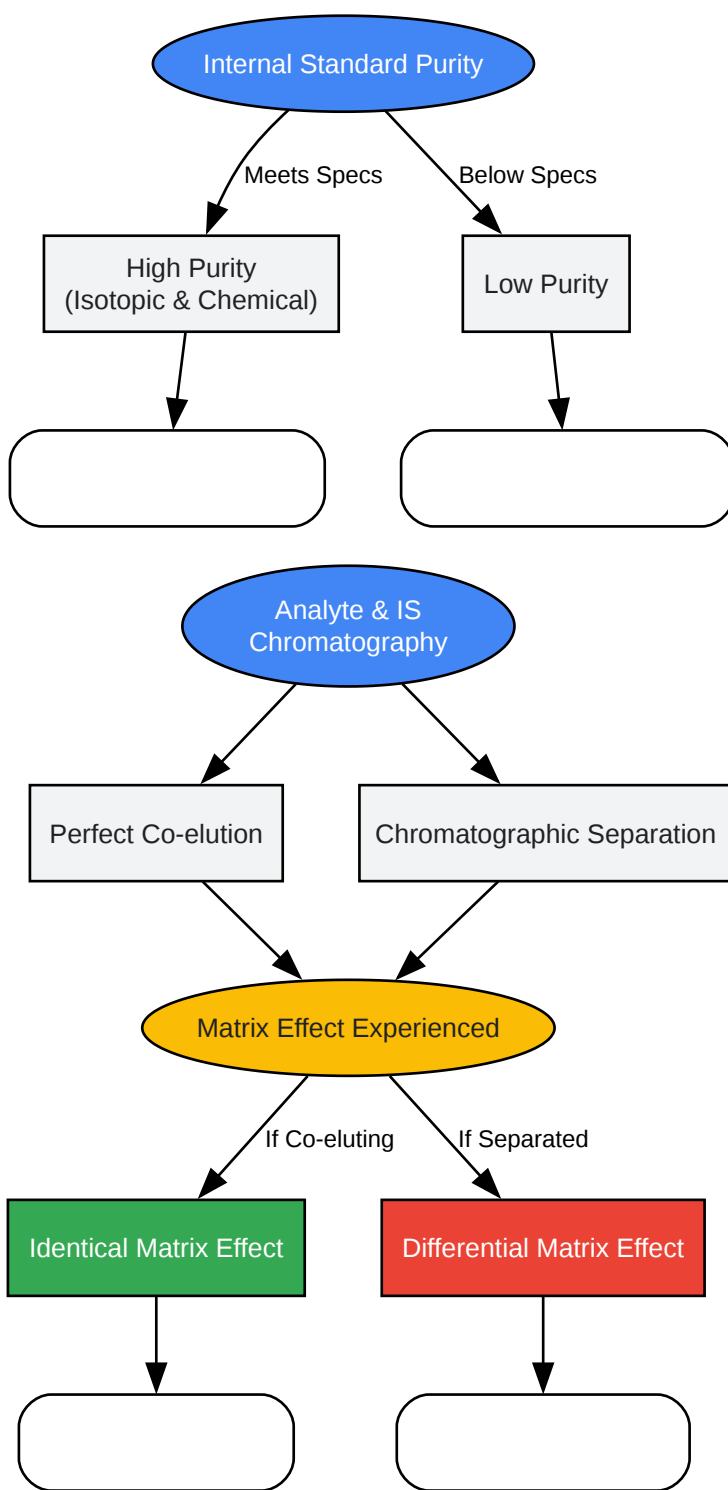 Internal Standard Purity
Meets Specs
Below Specs
High Purity
(Isotopic & Chemical)
Low Purity
Analyte & IS
Chromatography
Perfect Co-elution
Chromatographic Separation
Matrix Effect Experienced
If Co-eluting
If Separated
Identical Matrix Effect
Differential Matrix Effect